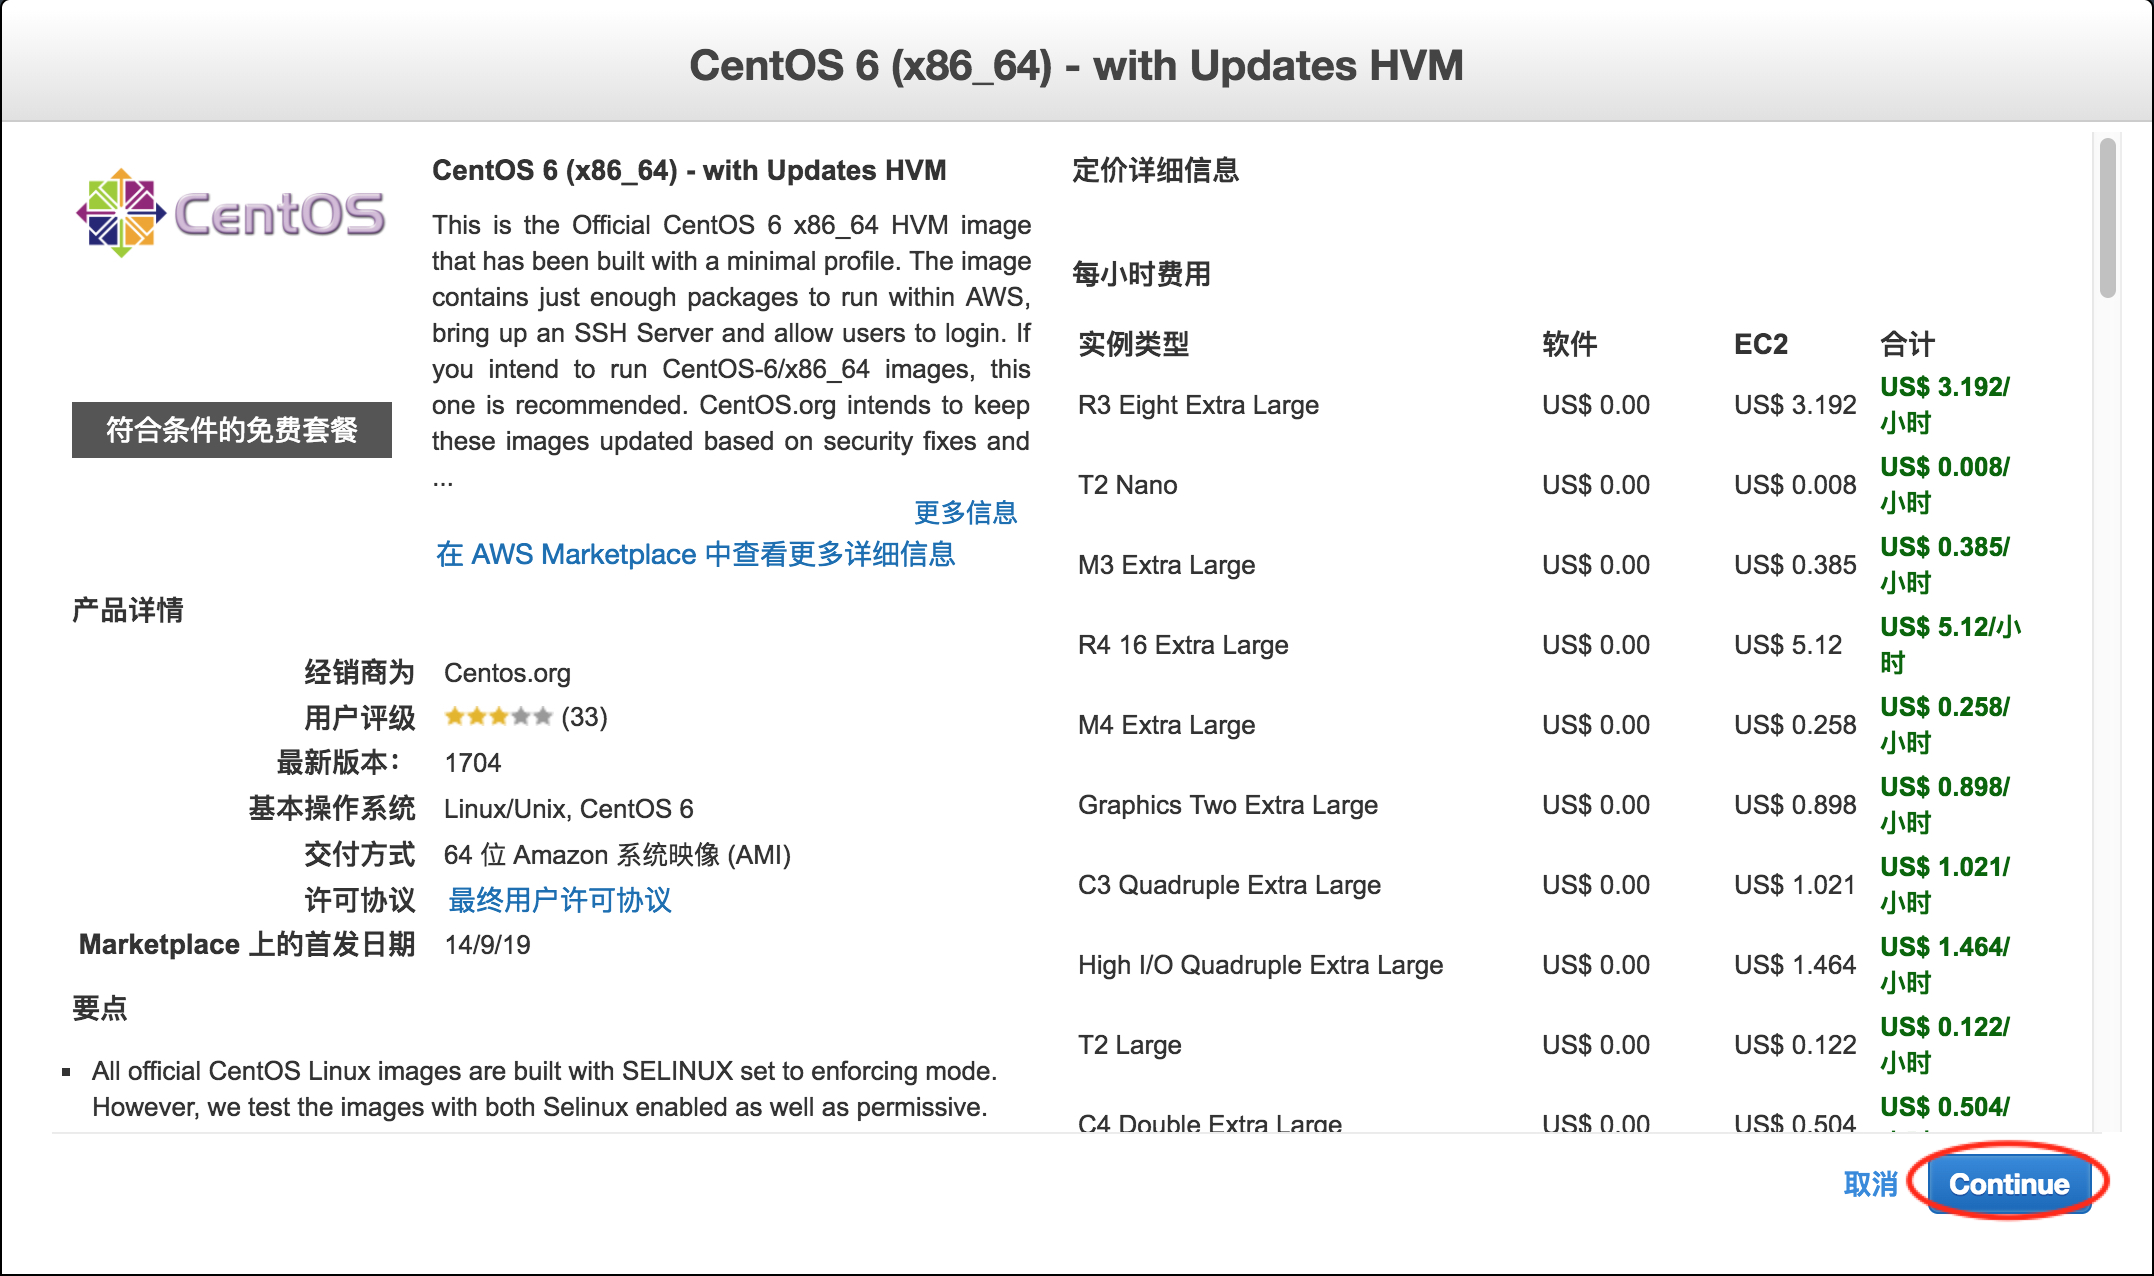 CentOS 6 (x86_64) - with Updates HVM
CentOS
符合条件的免费套餐
CentOS 6 (x86_64) - with Updates HVM
This is the Official CentOS 6 x86_64 HVM image
that has been built with a minimal profile. The image
contains just enough packages to run within AWS,
bring up an SSH Server and allow users to login. If
you intend to run CentOS-6/x86_64 images, this
one is recommended. CentOS.org intends to keep
these images updated based on security fixes and
...
更多信息
在 AWS Marketplace 中查看更多详细信息
产品详情
经销商为 Centos.org
用户评级 (33)
最新版本： 1704
基本操作系统 Linux/Unix, CentOS 6
交付方式 64 位 Amazon 系统映像 (AMI)
许可协议 最终用户许可协议
Marketplace 上的首发日期 14/9/19
要点
All official CentOS Linux images are built with SELINUX set to enforcing mode.
However, we test the images with both Selinux enabled as well as permissive.
定价详细信息
每小时费用
实例类型 软件 EC2 合计
R3 Eight Extra Large US$ 0.00 US$ 3.192 US$ 3.192/
小时
T2 Nano US$ 0.00 US$ 0.008 US$ 0.008/
小时
M3 Extra Large US$ 0.00 US$ 0.385 US$ 0.385/
小时
R4 16 Extra Large US$ 0.00 US$ 5.12 US$ 5.12/小
时
M4 Extra Large US$ 0.00 US$ 0.258 US$ 0.258/
小时
Graphics Two Extra Large US$ 0.00 US$ 0.898 US$ 0.898/
小时
C3 Quadruple Extra Large US$ 0.00 US$ 1.021 US$ 1.021/
小时
High I/O Quadruple Extra Large US$ 0.00 US$ 1.464 US$ 1.464/
小时
T2 Large US$ 0.00 US$ 0.122 US$ 0.122/
小时
C4 Double Extra Large US$ 0.00 US$ 0.504 US$ 0.504/
取消 Continue